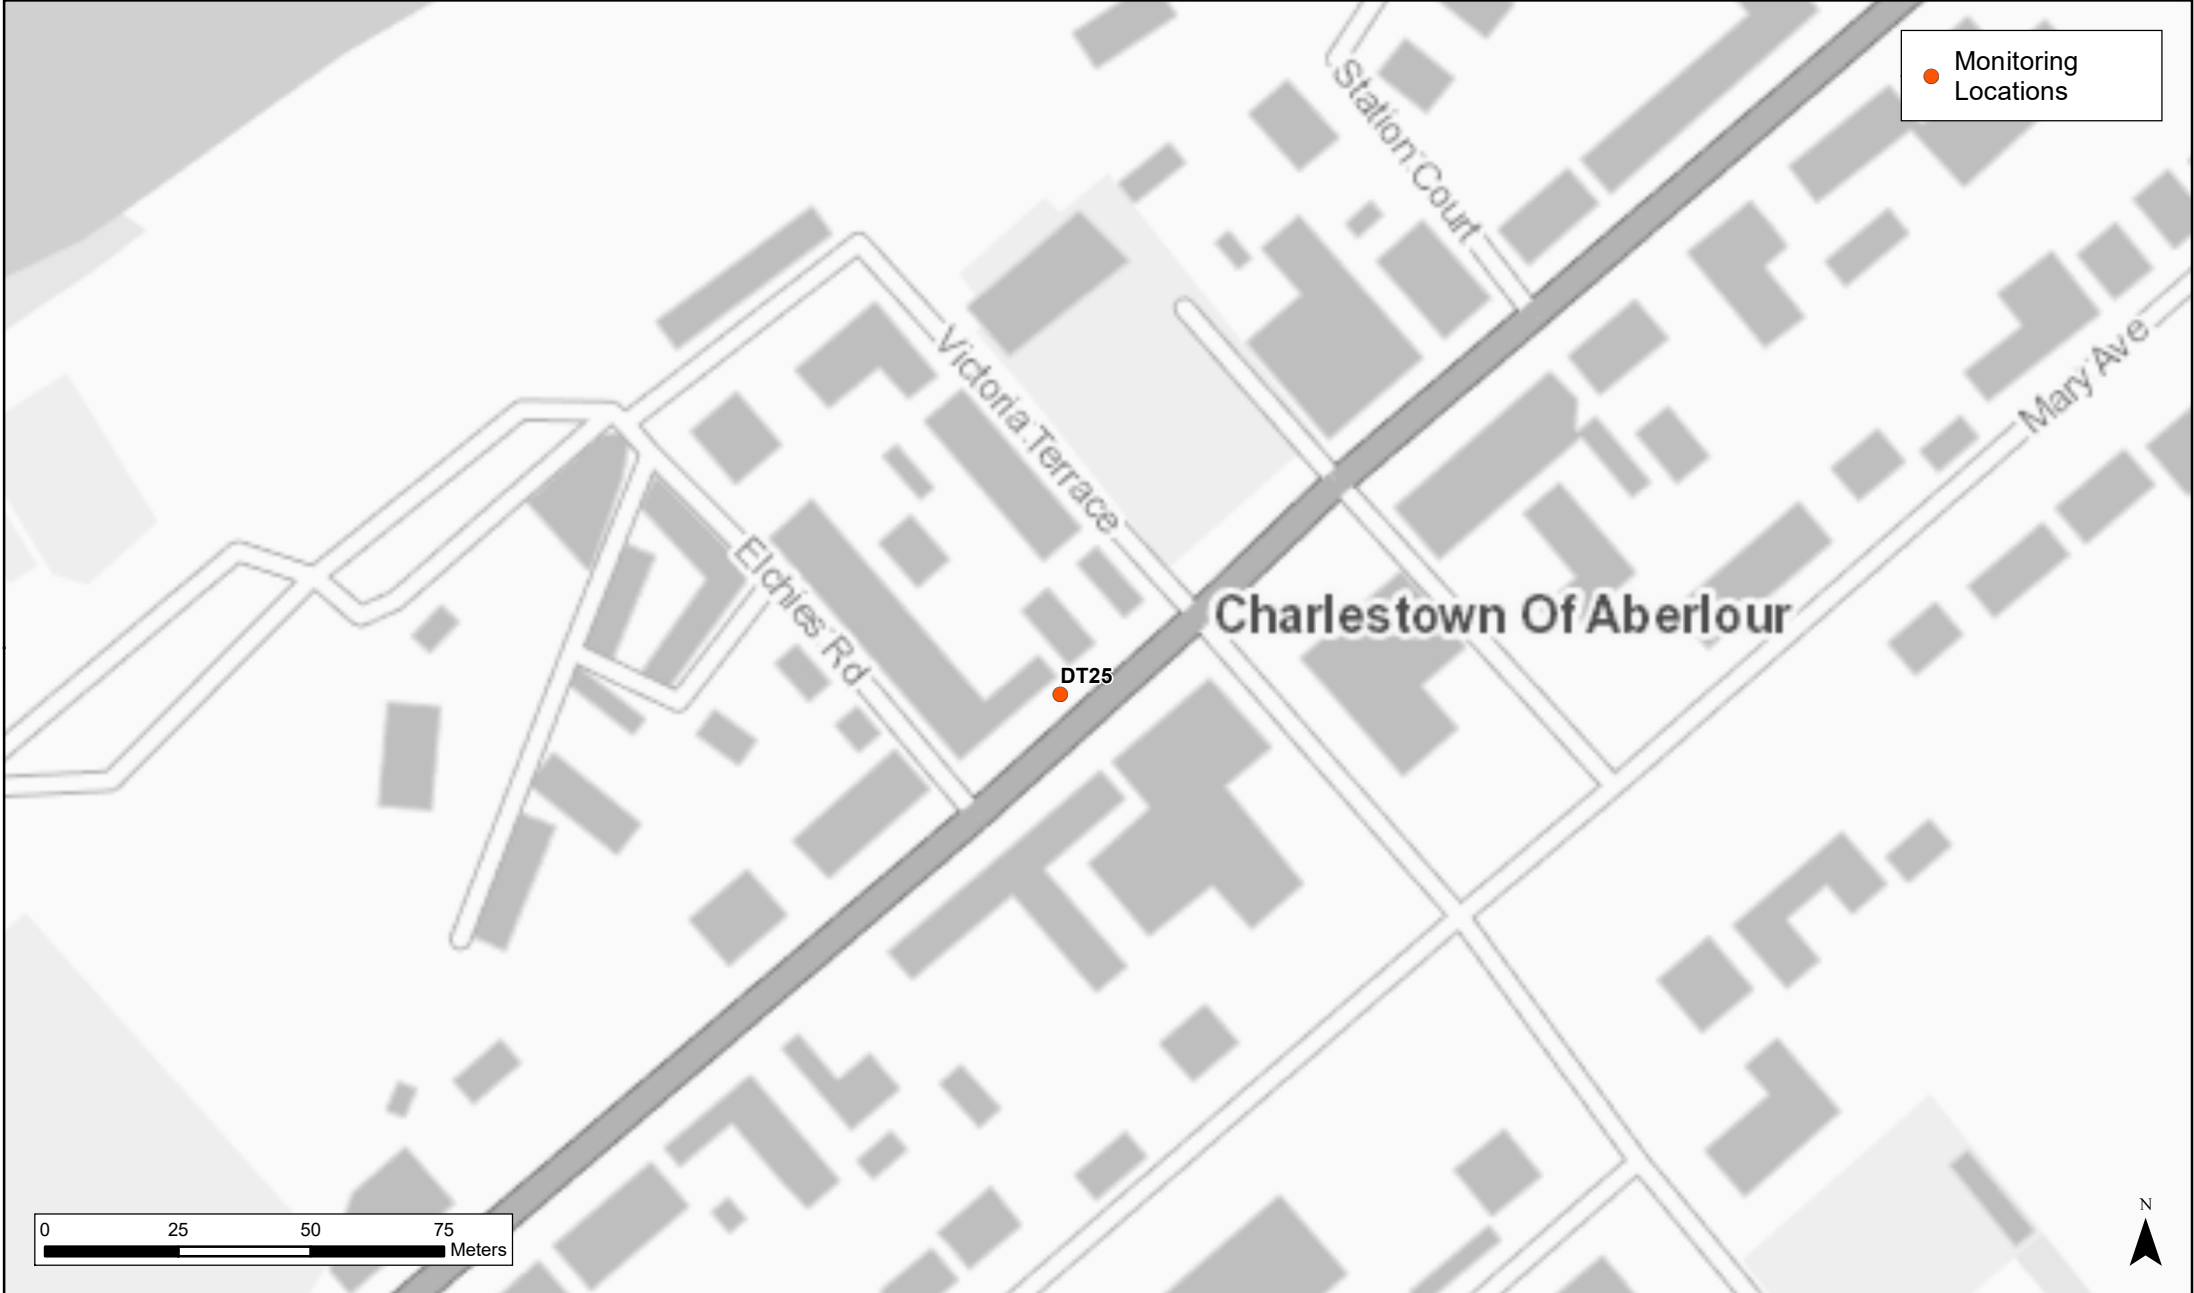 Monitoring
Locations
Station Court
Victoria Terrace
Mary Ave
Elchies Rd
Charlestown Of Aberlour
DT25
0 25 50 75
Meters
N